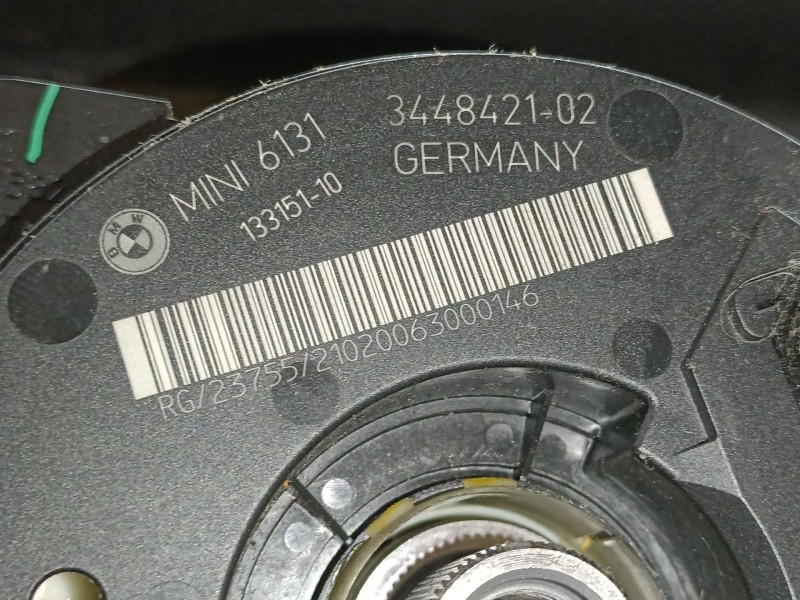 BMW
MINI 6131 3448421-02
133151-10 GERMANY
RG/23755/21020063000146